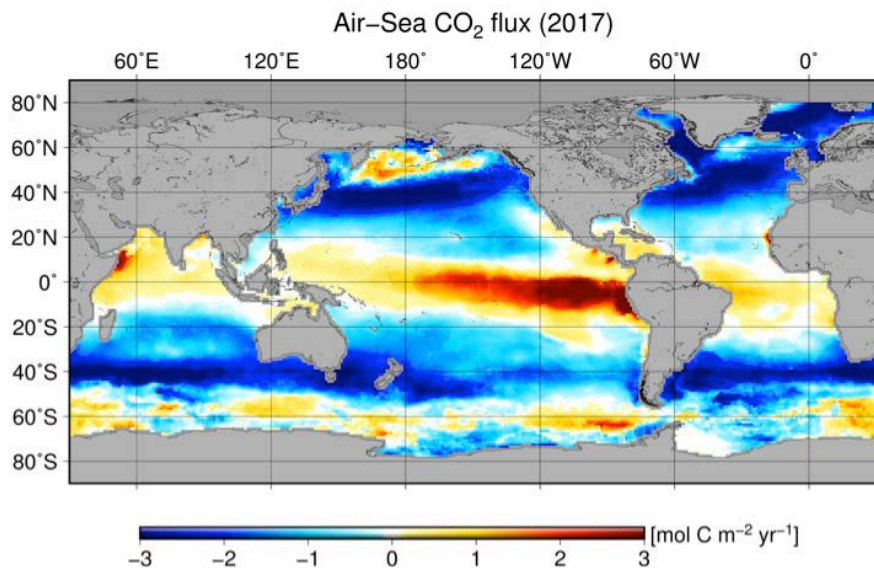 Air–Sea CO₂ flux (2017)
60˚E 120˚E 180˚ 120˚W 60˚W 0˚
80˚N
60˚N
40˚N
20˚N
0˚
20˚S
40˚S
60˚S
80˚S
[mol C m⁻² yr⁻¹]
−3 −2 −1 0 1 2 3